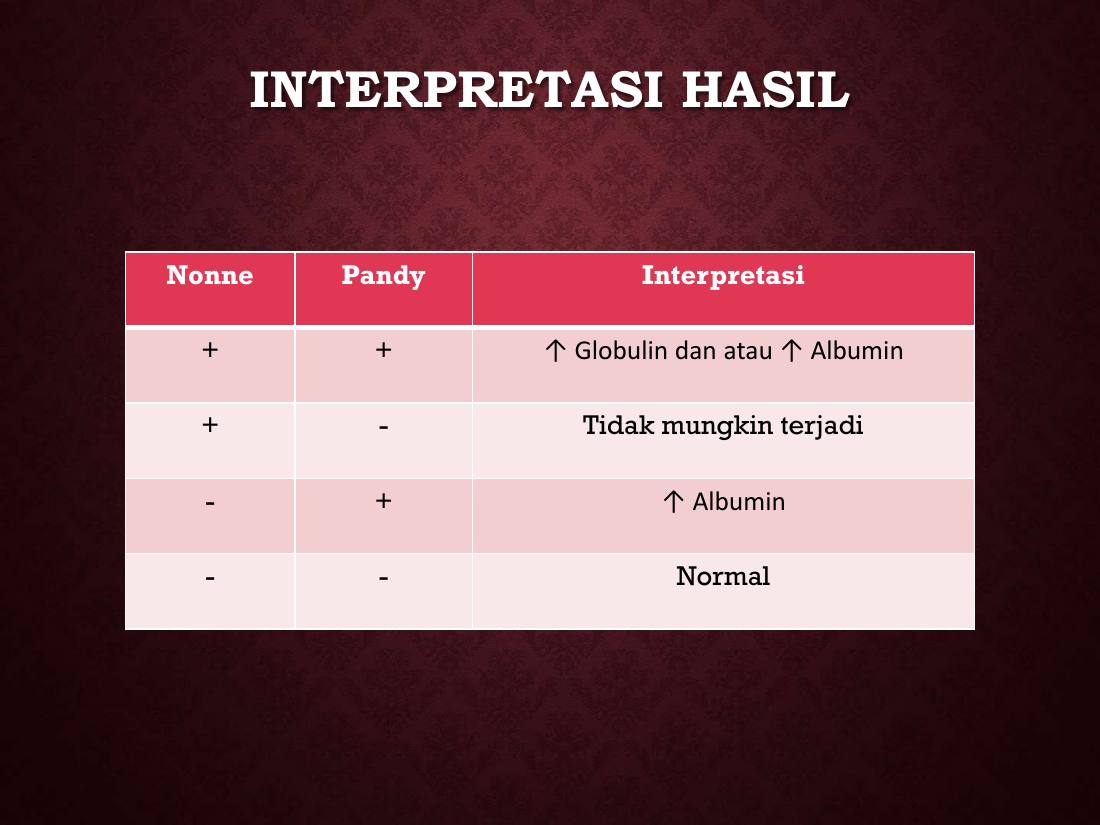 INTERPRETASI HASIL
Nonne Pandy Interpretasi
+ + ↑ Globulin dan atau ↑ Albumin
+ - Tidak mungkin terjadi
- + ↑ Albumin
- - Normal